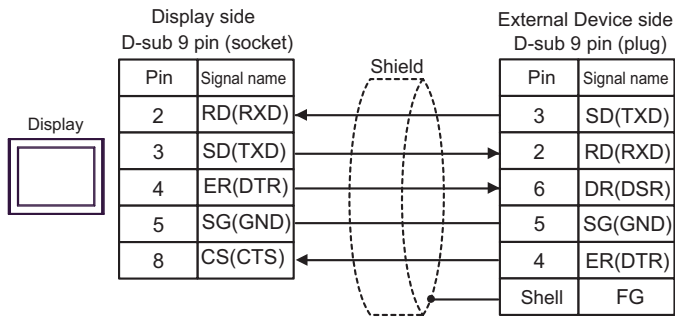 Display side
D-sub 9 pin (socket)
External Device side
D-sub 9 pin (plug)
Shield
Display
Pin Signal name
2 RD(RXD)
3 SD(TXD)
4 ER(DTR)
5 SG(GND)
8 CS(CTS)
Pin Signal name
3 SD(TXD)
2 RD(RXD)
6 DR(DSR)
5 SG(GND)
4 ER(DTR)
Shell FG